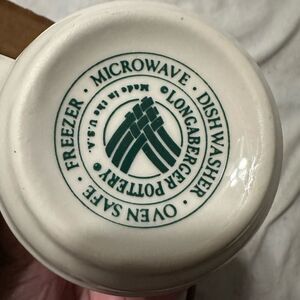 FREEZER · MICROWAVE · DISHWASHER · OVEN SAFE ·
© LONGABERGER POTTERY ®
Made in the U.S.A.